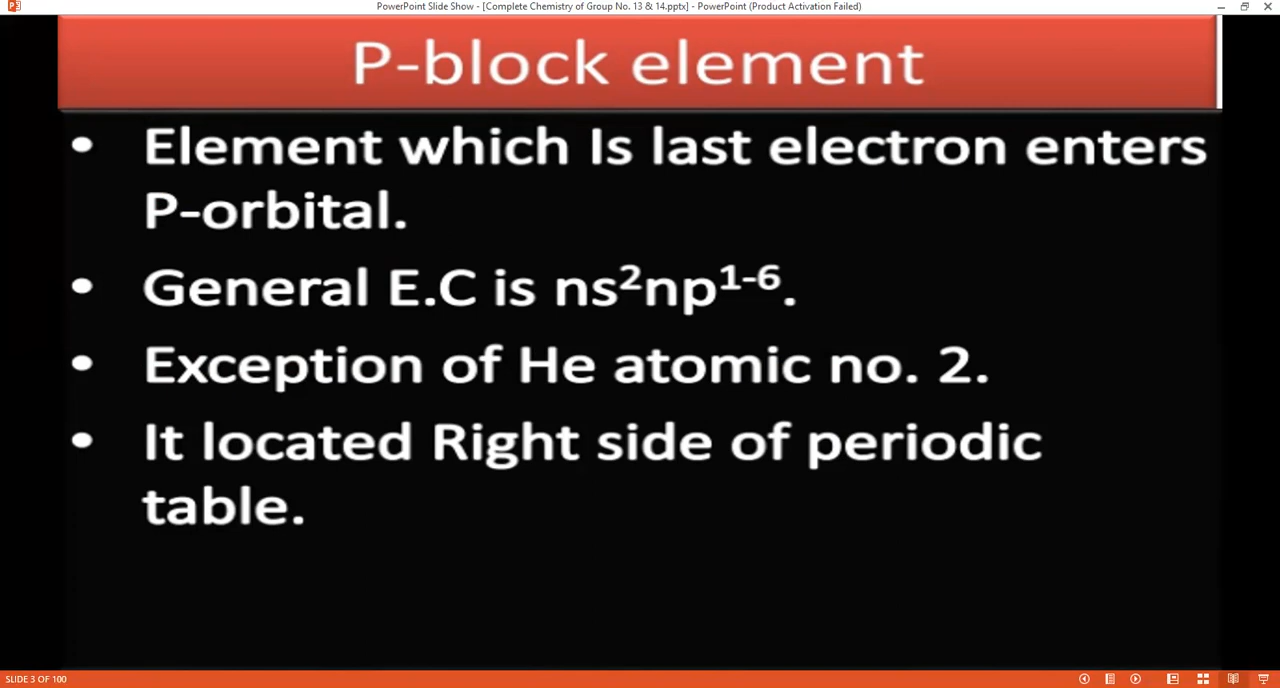 PowerPoint Slide Show - [Complete Chemistry of Group No. 13 & 14.pptx] - PowerPoint (Product Activation Failed)
P-block element
• Element which Is last electron enters
P-orbital.
• General E.C is ns²np¹⁻⁶.
• Exception of He atomic no. 2.
• It located Right side of periodic
table.
SLIDE 3 OF 100